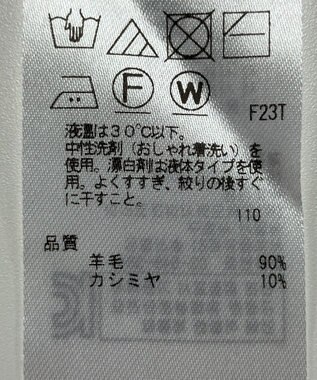 F W
F23T
液温は30℃以下。
中性洗剤（おしゃれ着洗い）を
使用。漂白剤は液体タイプを使
用。よくすすぎ、絞りの後すぐ
に干すこと。
110
品質
羊毛 90%
カシミヤ 10%